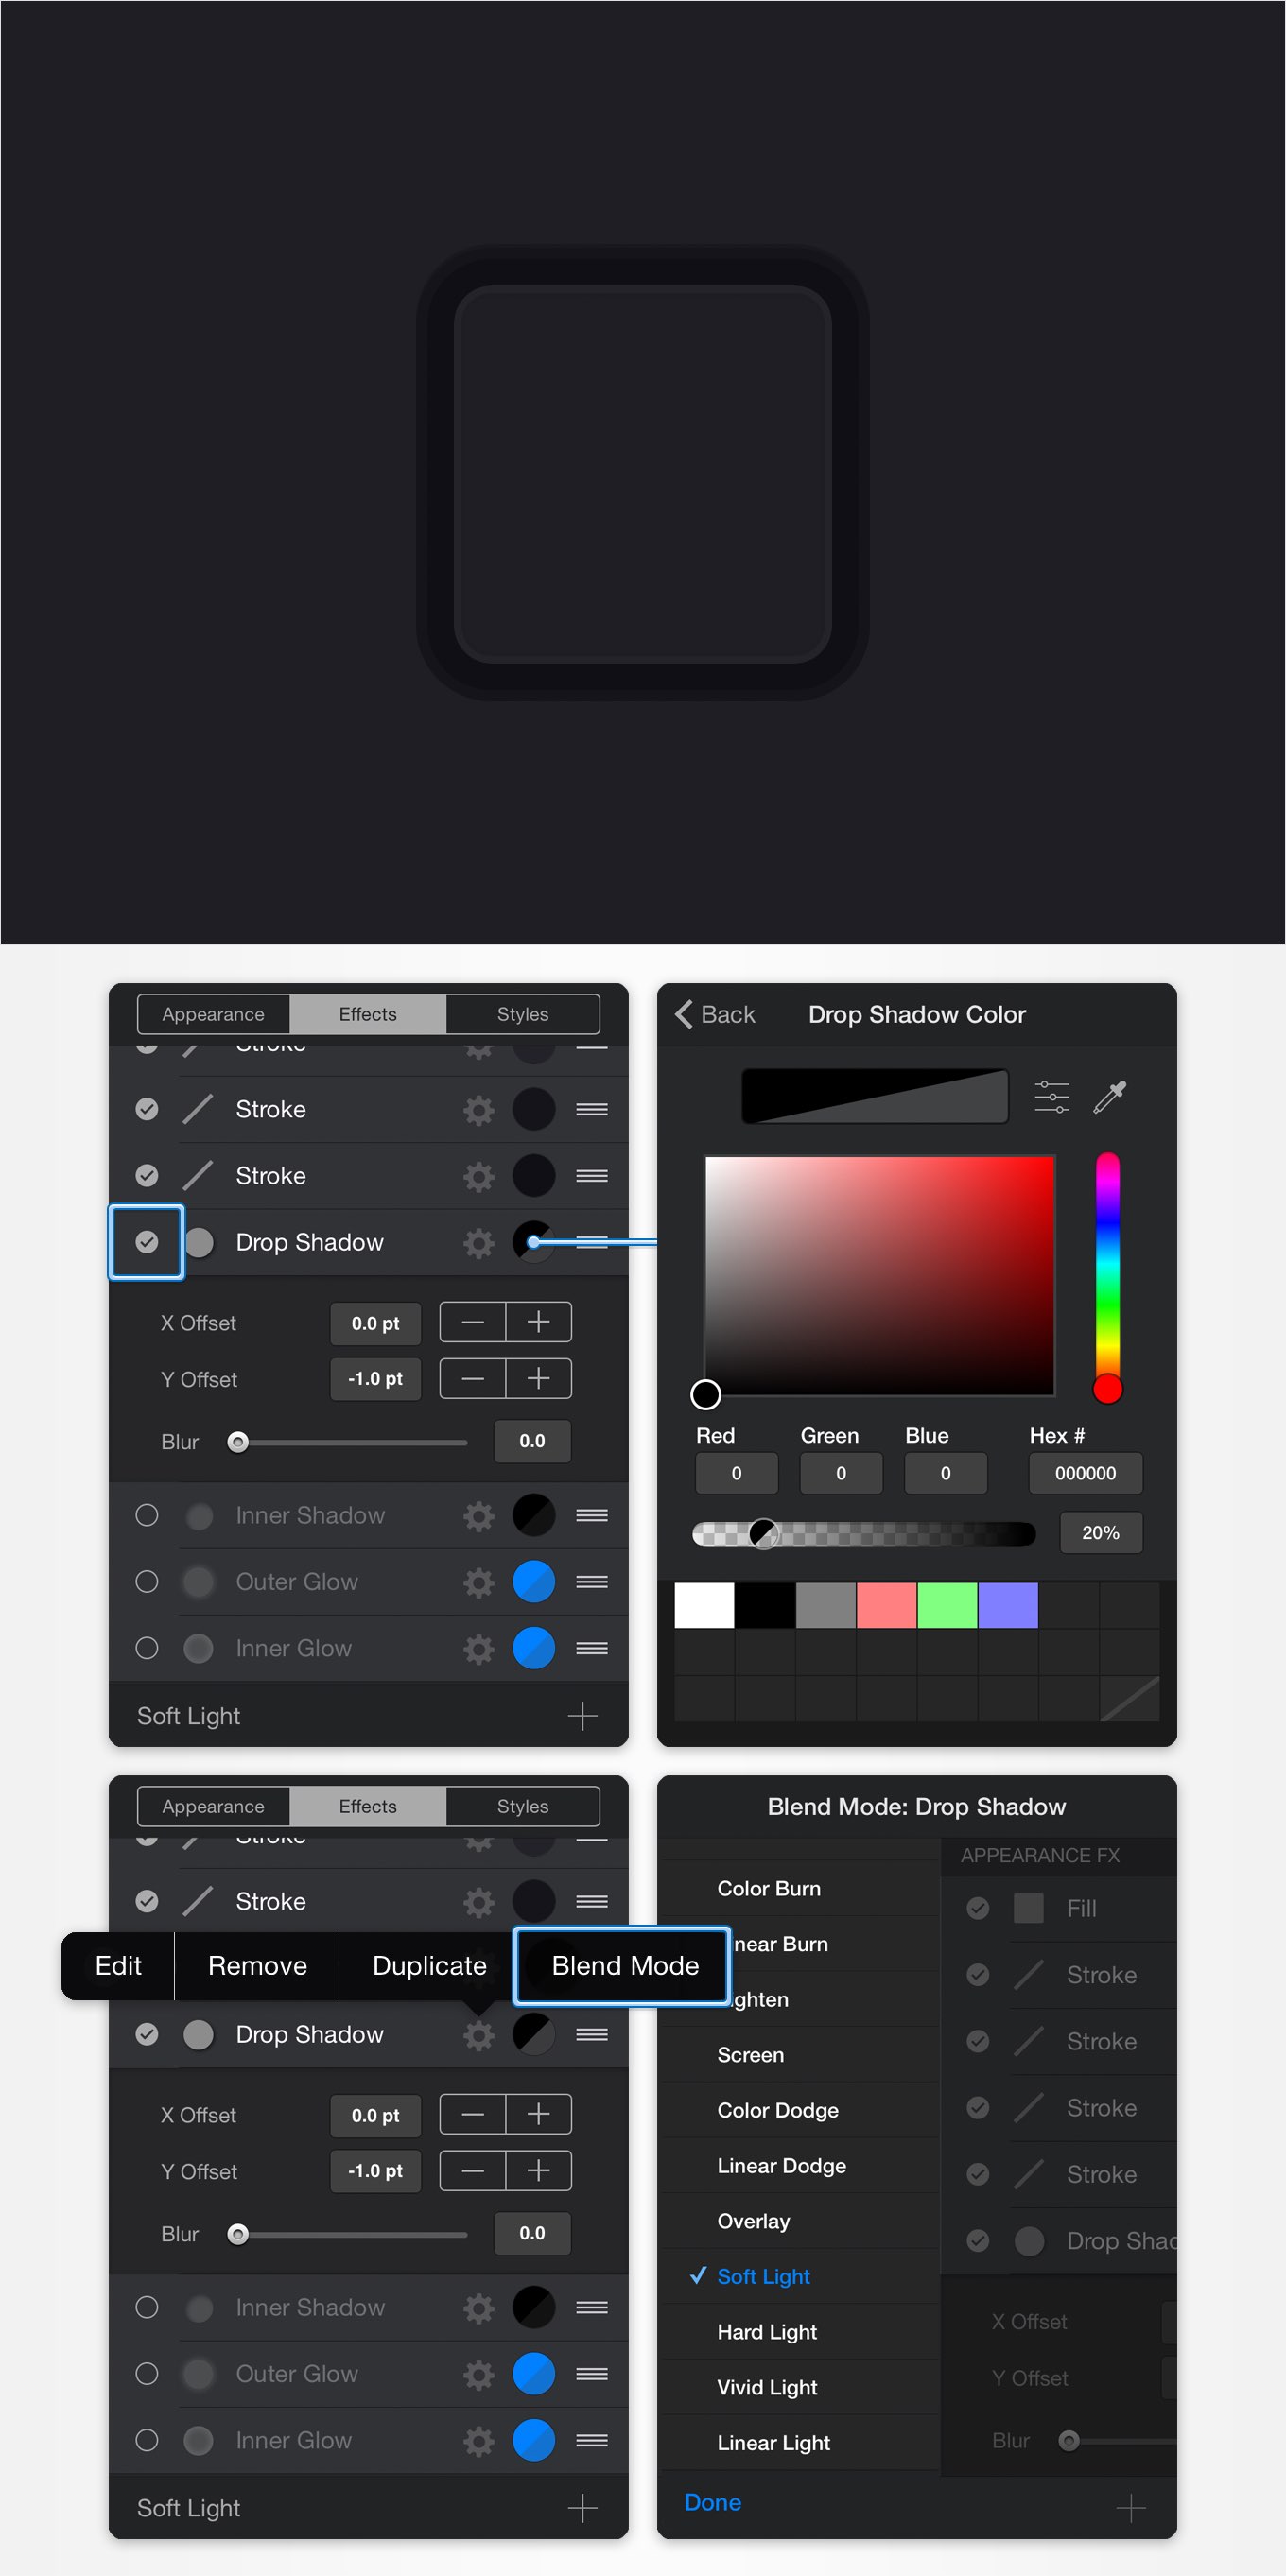 Appearance Effects Styles
Stroke
Stroke
Stroke
Drop Shadow
X Offset 0.0 pt
Y Offset -1.0 pt
Blur 0.0
Inner Shadow
Outer Glow
Inner Glow
Soft Light
Back Drop Shadow Color
Red Green Blue Hex #
0 0 0 000000
20%
Appearance Effects Styles
Stroke
Stroke
Edit Remove Duplicate Blend Mode
Drop Shadow
X Offset 0.0 pt
Y Offset -1.0 pt
Blur 0.0
Inner Shadow
Outer Glow
Inner Glow
Soft Light
Blend Mode: Drop Shadow
Color Burn
near Burn
ghten
Screen
Color Dodge
Linear Dodge
Overlay
Soft Light
Hard Light
Vivid Light
Linear Light
Done
APPEARANCE FX
Fill
Stroke
Stroke
Stroke
Stroke
Drop Shad
X Offset
Y Offset
Blur